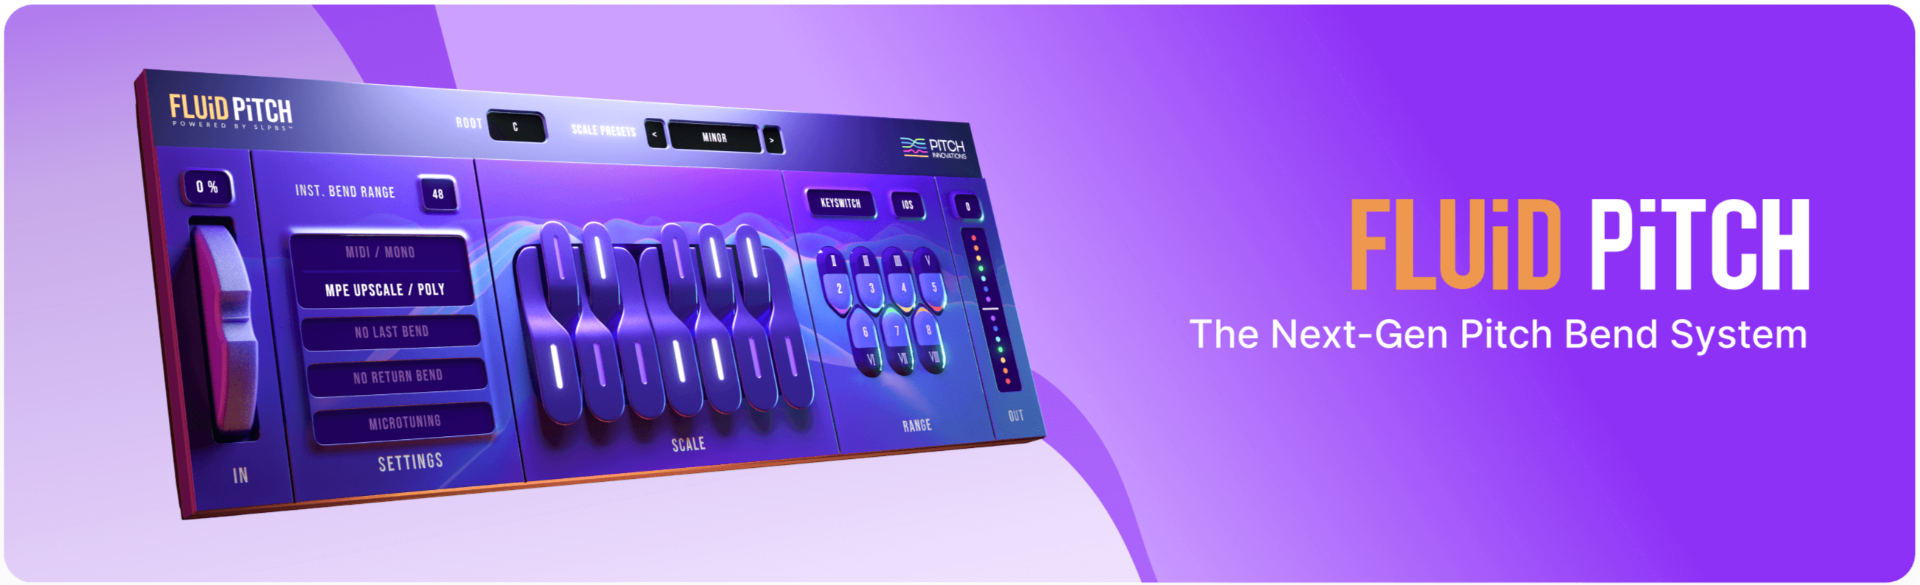 FLUiD PiTCH
POWERED BY SLPBS™
ROOT
C
SCALE PRESETS
<
MINOR
>
PITCH
INNOVATIONS
0 %
INST. BEND RANGE
48
MIDI / MONO
MPE UPSCALE / POLY
NO LAST BEND
NO RETURN BEND
MICROTUNING
IN
SETTINGS
SCALE
KEYSWITCH
IOS
II
III
IIII
V
2
3
4
5
6
7
8
VI
VII
VIII
RANGE
0
OUT
FLUiD PiTCH
The Next-Gen Pitch Bend System